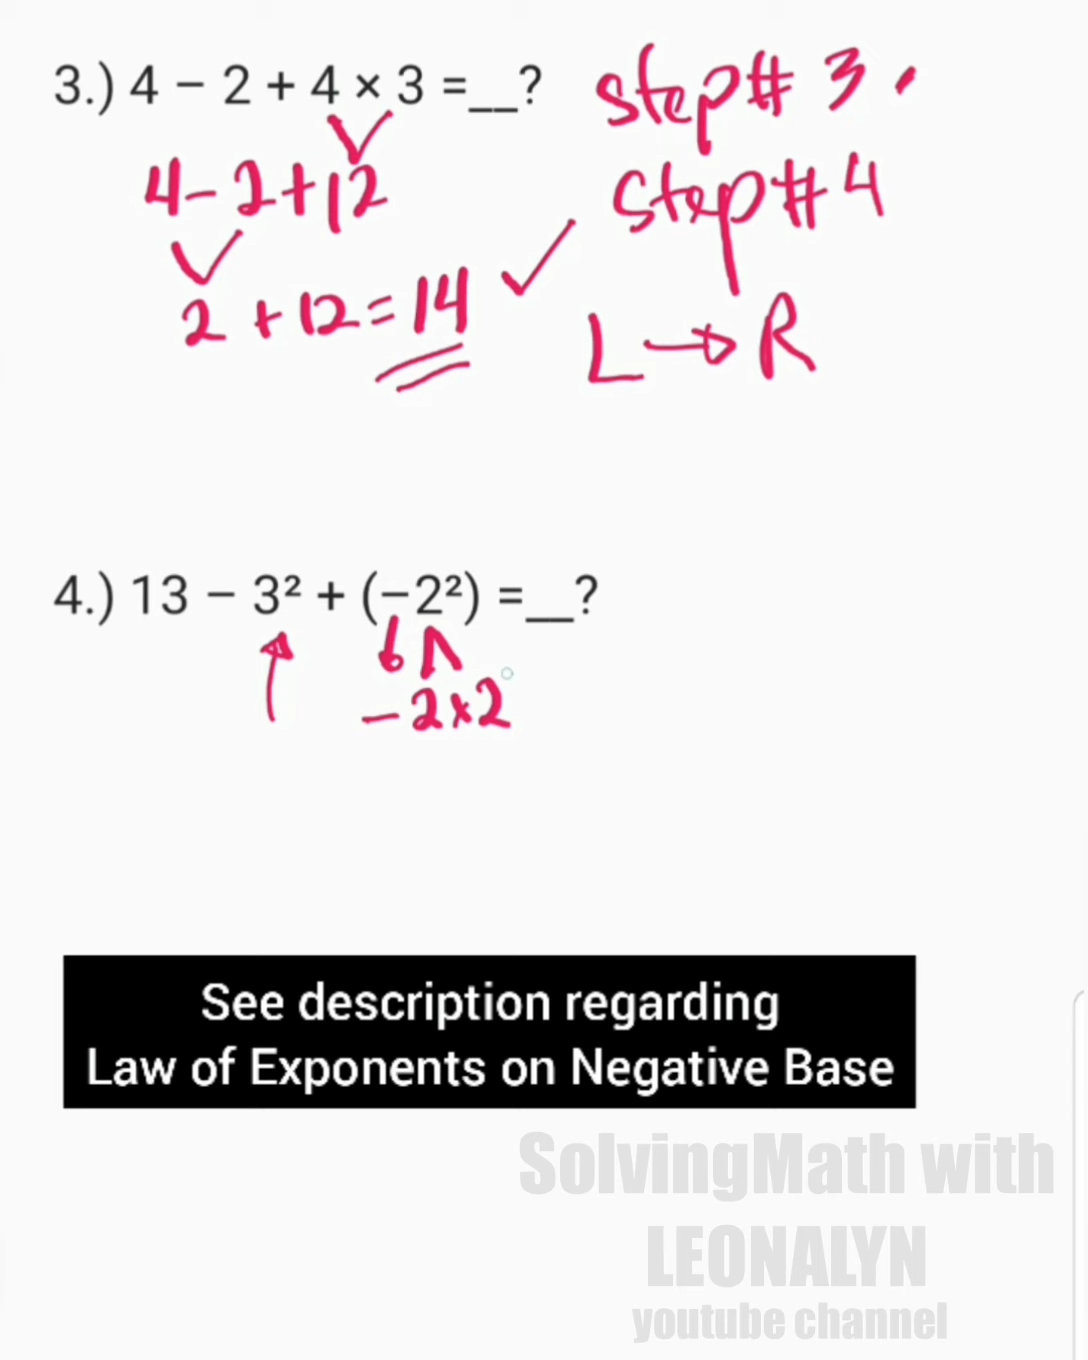 3.) 4 – 2 + 4 × 3 =__? step# 3.
4-2+12 step#4
2 +12=14 L→R
4.) 13 – 3² + (–2²) =__?
-2x2
See description regarding
Law of Exponents on Negative Base
SolvingMath with
LEONALYN
youtube channel